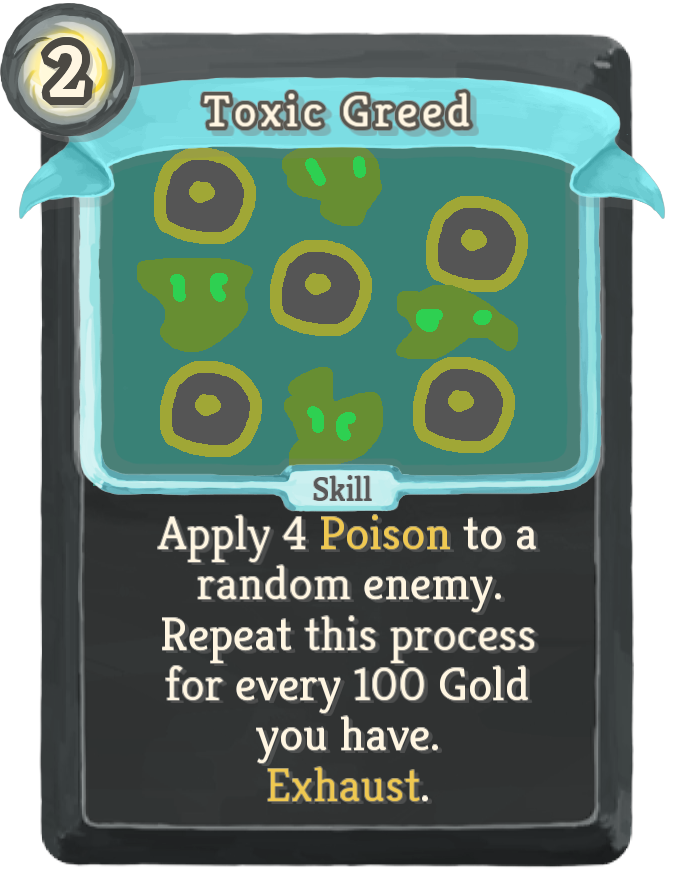 2
Toxic Greed
Skill
Apply 4 Poison to a
random enemy.
Repeat this process
for every 100 Gold
you have.
Exhaust.